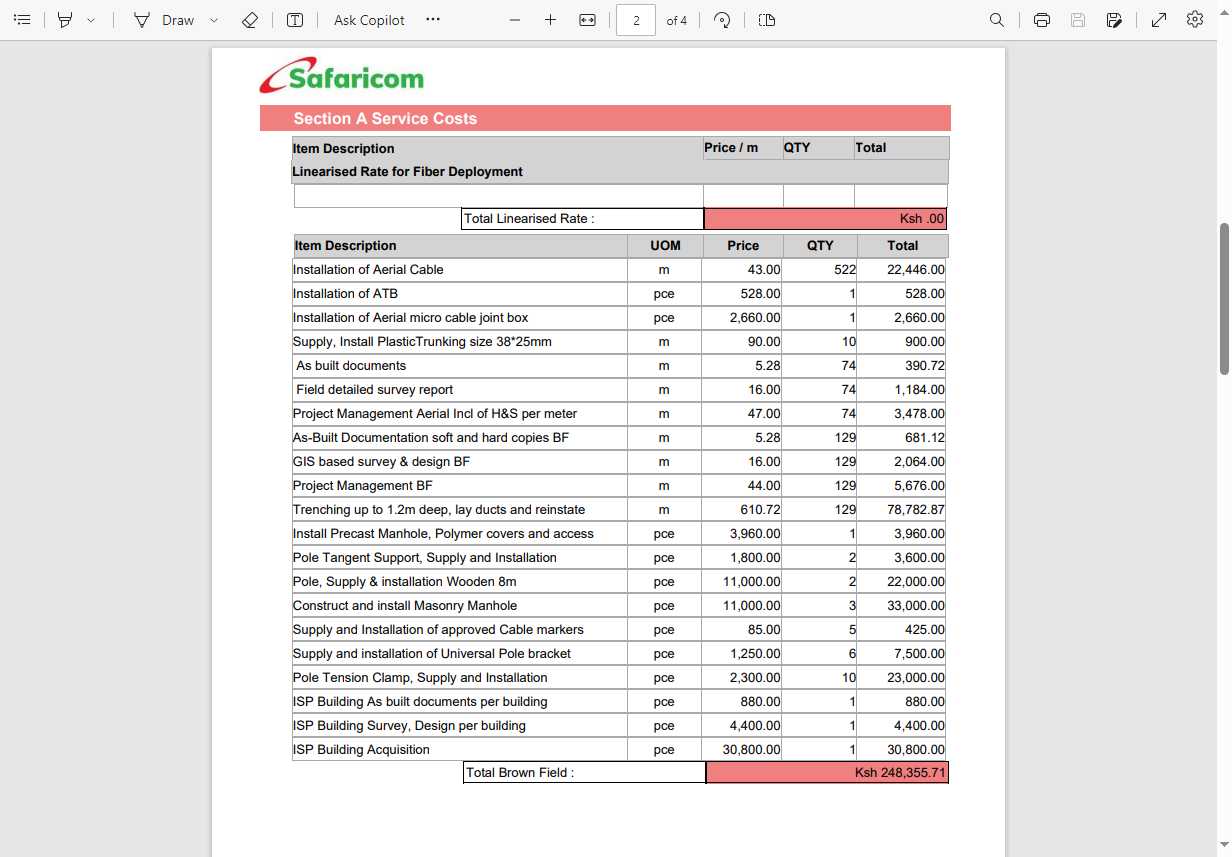 Draw
Ask Copilot
2 of 4
Safaricom
Section A Service Costs
Item Description Price / m QTY Total
Linearised Rate for Fiber Deployment
Total Linearised Rate : Ksh .00
Item Description UOM Price QTY Total
Installation of Aerial Cable m 43.00 522 22,446.00
Installation of ATB pce 528.00 1 528.00
Installation of Aerial micro cable joint box pce 2,660.00 1 2,660.00
Supply, Install PlasticTrunking size 38*25mm m 90.00 10 900.00
As built documents m 5.28 74 390.72
Field detailed survey report m 16.00 74 1,184.00
Project Management Aerial Incl of H&S per meter m 47.00 74 3,478.00
As-Built Documentation soft and hard copies BF m 5.28 129 681.12
GIS based survey & design BF m 16.00 129 2,064.00
Project Management BF m 44.00 129 5,676.00
Trenching up to 1.2m deep, lay ducts and reinstate m 610.72 129 78,782.87
Install Precast Manhole, Polymer covers and access pce 3,960.00 1 3,960.00
Pole Tangent Support, Supply and Installation pce 1,800.00 2 3,600.00
Pole, Supply & installation Wooden 8m pce 11,000.00 2 22,000.00
Construct and install Masonry Manhole pce 11,000.00 3 33,000.00
Supply and Installation of approved Cable markers pce 85.00 5 425.00
Supply and installation of Universal Pole bracket pce 1,250.00 6 7,500.00
Pole Tension Clamp, Supply and Installation pce 2,300.00 10 23,000.00
ISP Building As built documents per building pce 880.00 1 880.00
ISP Building Survey, Design per building pce 4,400.00 1 4,400.00
ISP Building Acquisition pce 30,800.00 1 30,800.00
Total Brown Field : Ksh 248,355.71